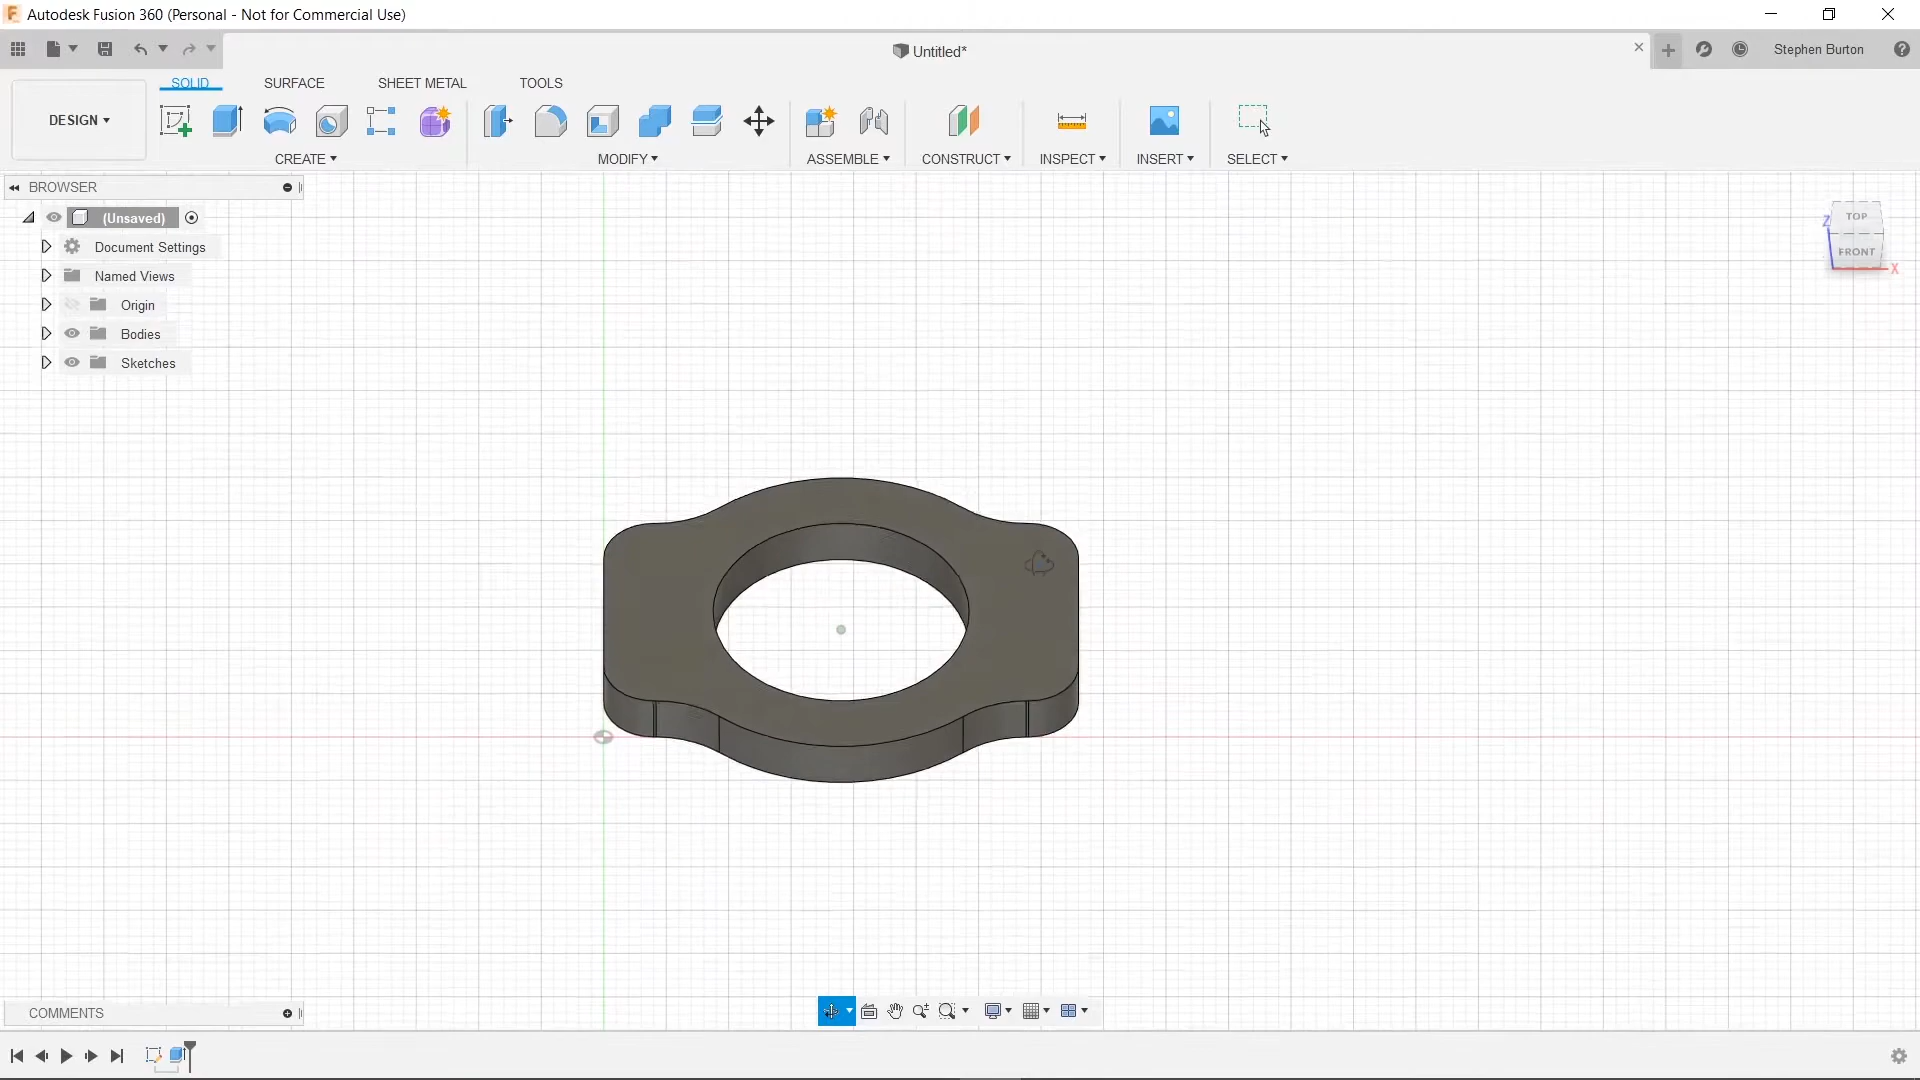 Autodesk Fusion 360 (Personal - Not for Commercial Use)
Untitled*
Stephen Burton
DESIGN
SOLID
SURFACE
SHEET METAL
TOOLS
CREATE
MODIFY
ASSEMBLE
CONSTRUCT
INSPECT
INSERT
SELECT
BROWSER
(Unsaved)
Document Settings
Named Views
Origin
Bodies
Sketches
TOP
Z
FRONT
X
COMMENTS